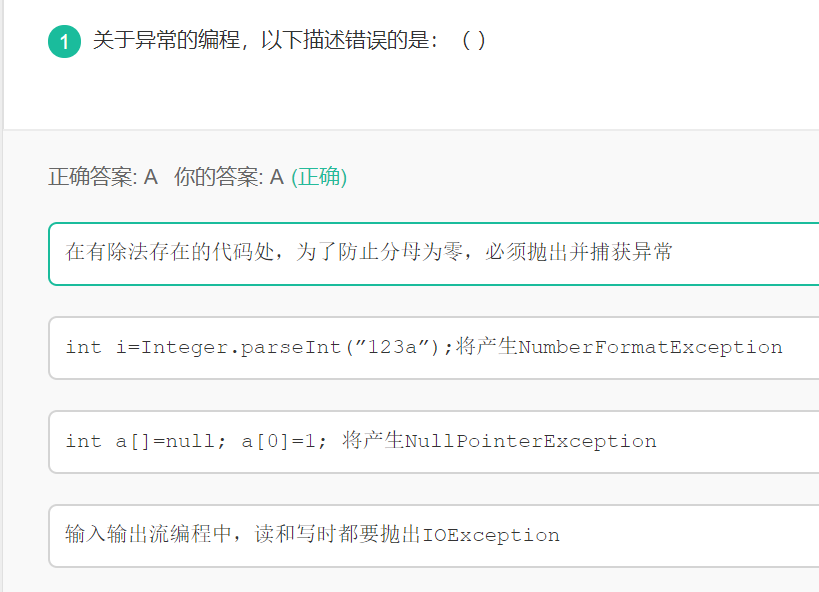 1 关于异常的编程，以下描述错误的是： （ ）
正确答案: A 你的答案: A (正确)
在有除法存在的代码处，为了防止分母为零，必须抛出并捕获异常
int i=Integer.parseInt(”123a”);将产生NumberFormatException
int a[]=null; a[0]=1; 将产生NullPointerException
输入输出流编程中，读和写时都要抛出IOException